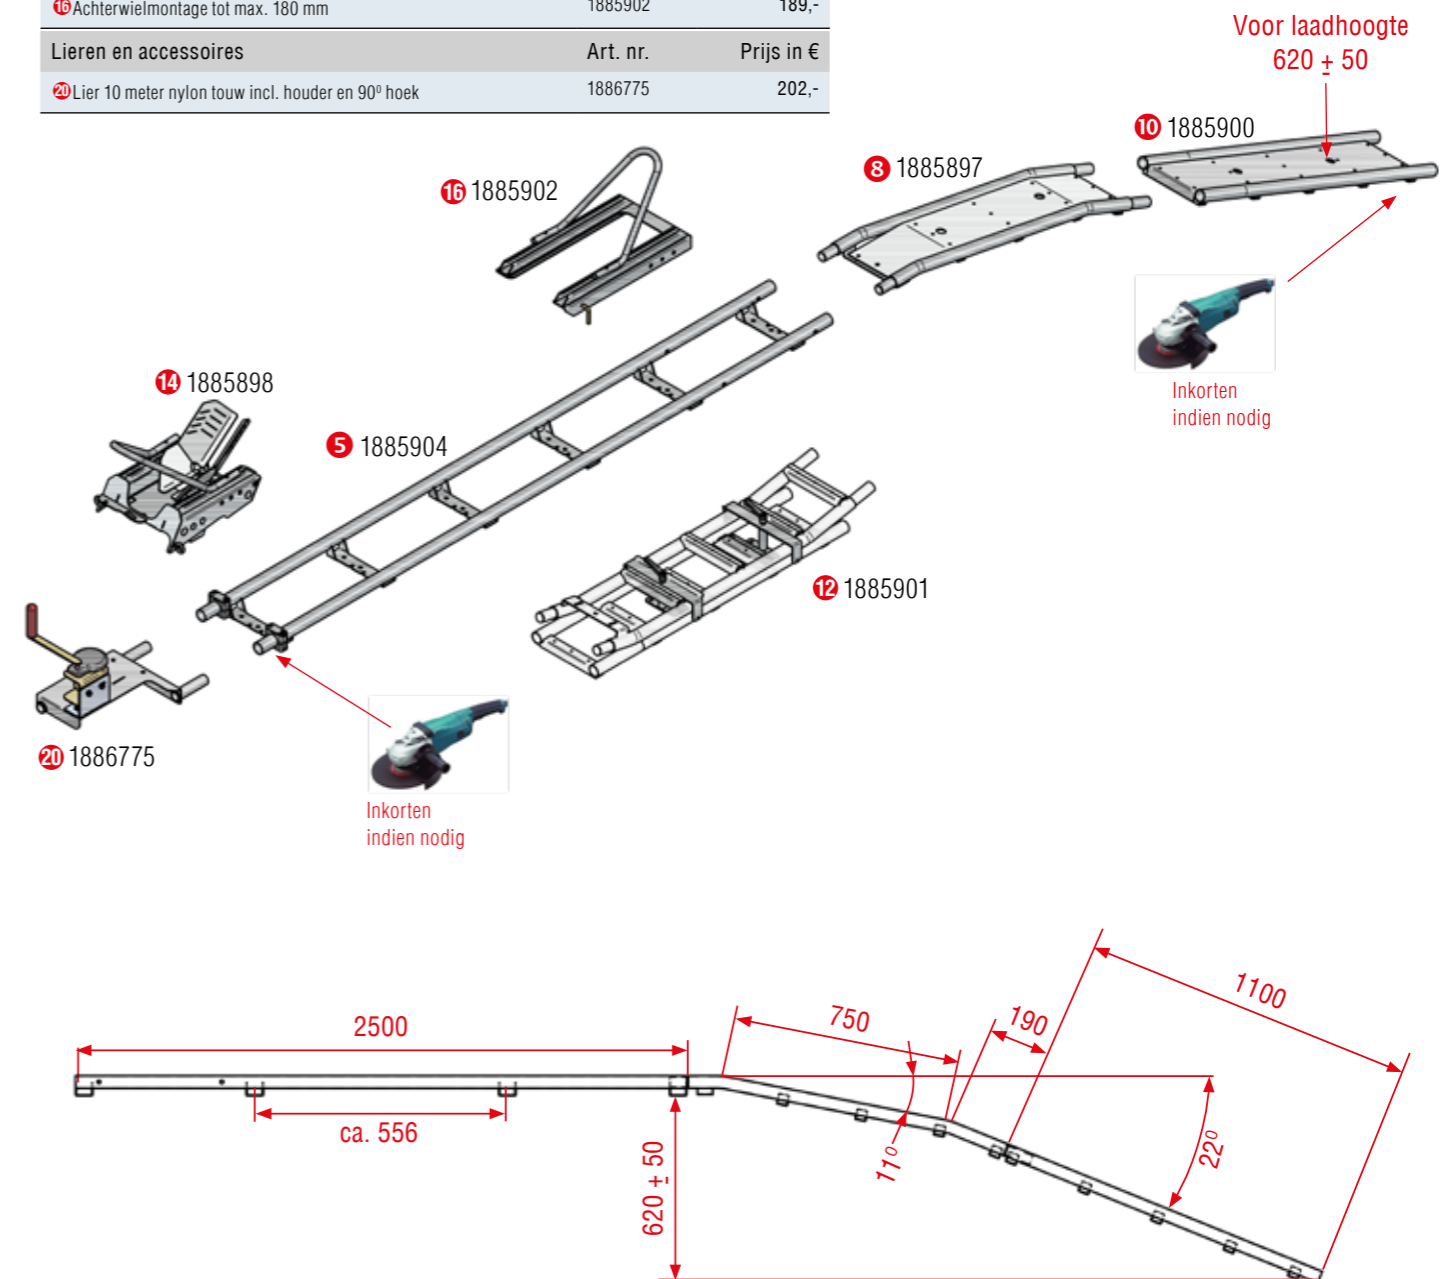 16 Achterwielmontage tot max. 180 mm 1885902 189,-
Lieren en accessoires Art. nr. Prijs in €
20 Lier 10 meter nylon touw incl. houder en 90º hoek 1886775 202,-
Voor laadhoogte
620 ± 50
10 1885900
8 1885897
16 1885902
Inkorten
indien nodig
14 1885898
5 1885904
12 1885901
20 1886775
Inkorten
indien nodig
1100
750
190
2500
ca. 556
620 ± 50
11º
22º